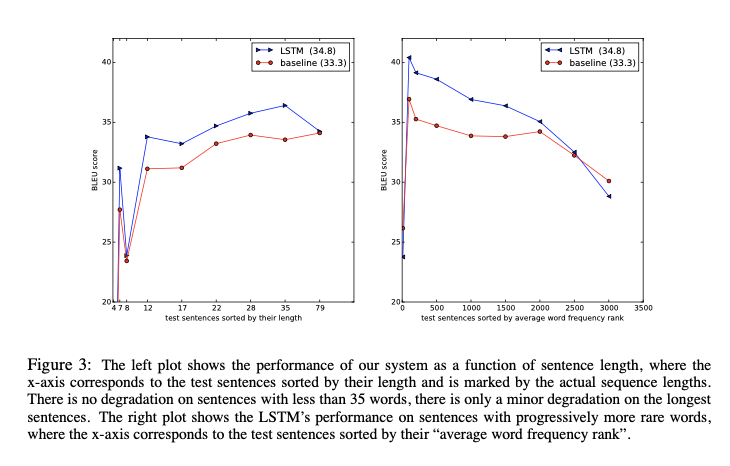 LSTM (34.8)
baseline (33.3)
40
35
30
25
20
BLEU score
4 7 8 12 17 22 28 35 79
test sentences sorted by their length
LSTM (34.8)
baseline (33.3)
40
35
30
25
20
BLEU score
0 500 1000 1500 2000 2500 3000 3500
test sentences sorted by average word frequency rank
Figure 3: The left plot shows the performance of our system as a function of sentence length, where the
x-axis corresponds to the test sentences sorted by their length and is marked by the actual sequence lengths.
There is no degradation on sentences with less than 35 words, there is only a minor degradation on the longest
sentences. The right plot shows the LSTM’s performance on sentences with progressively more rare words,
where the x-axis corresponds to the test sentences sorted by their “average word frequency rank”.